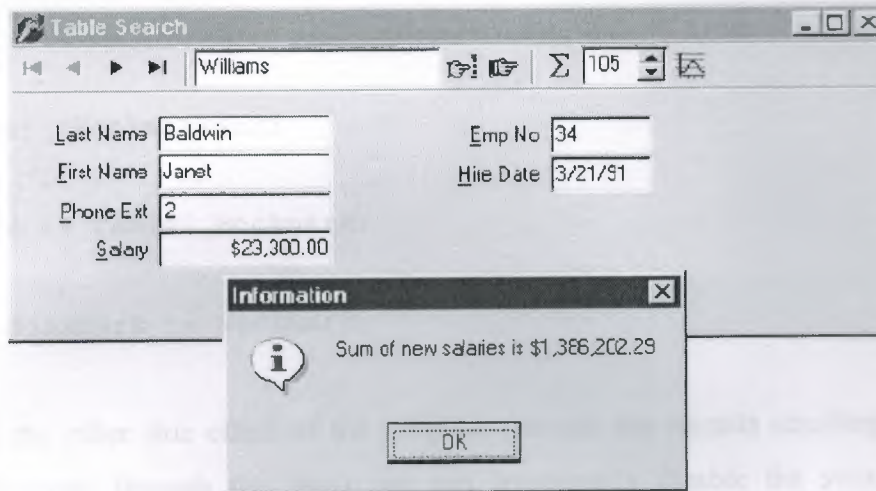 Table Search
Williams
105
Last Name Baldwin
Emp No 34
First Name Janet
Hire Date 3/21/91
Phone Ext 2
Salary $23,300.00
Information
Sum of new salaries is $1,386,202.29
OK